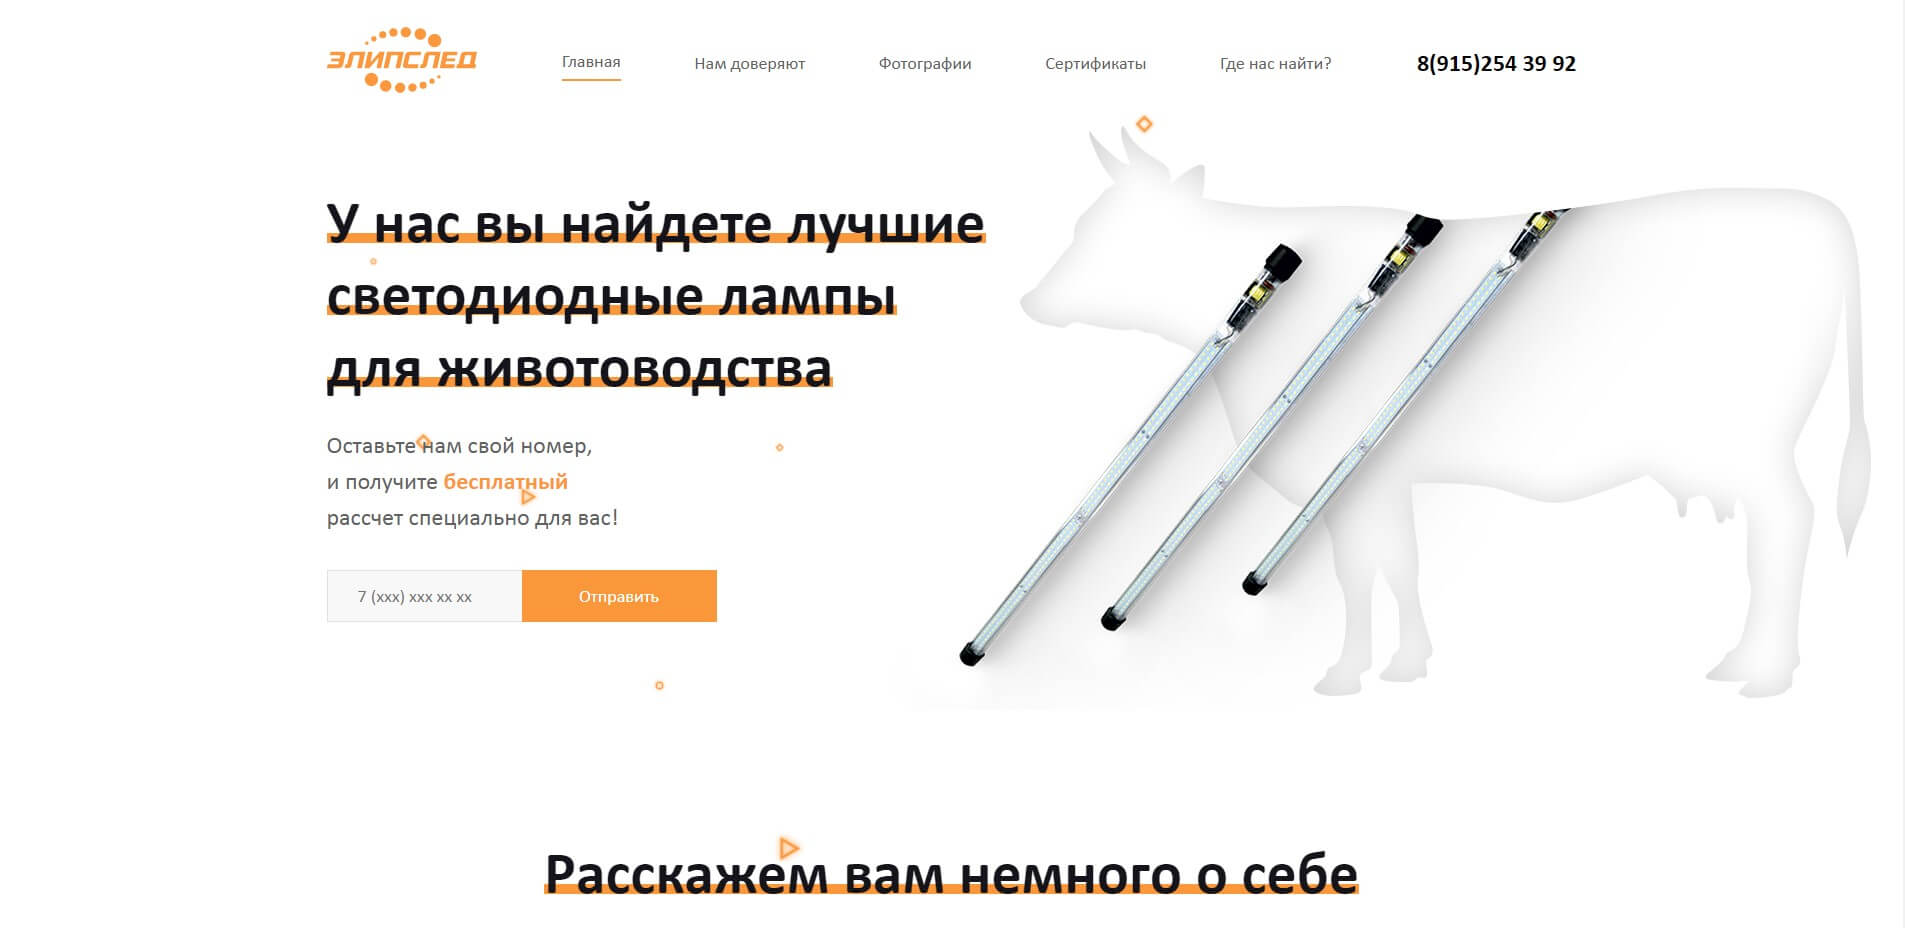 ЭЛИПСЛЕД
Главная
Нам доверяют
Фотографии
Сертификаты
Где нас найти?
8(915)254 39 92
У нас вы найдете лучшие
светодиодные лампы
для животоводства
Оставьте нам свой номер,
и получите бесплатный
рассчет специально для вас!
7 (xxx) xxx xx xx
Отправить
Расскажем вам немного о себе